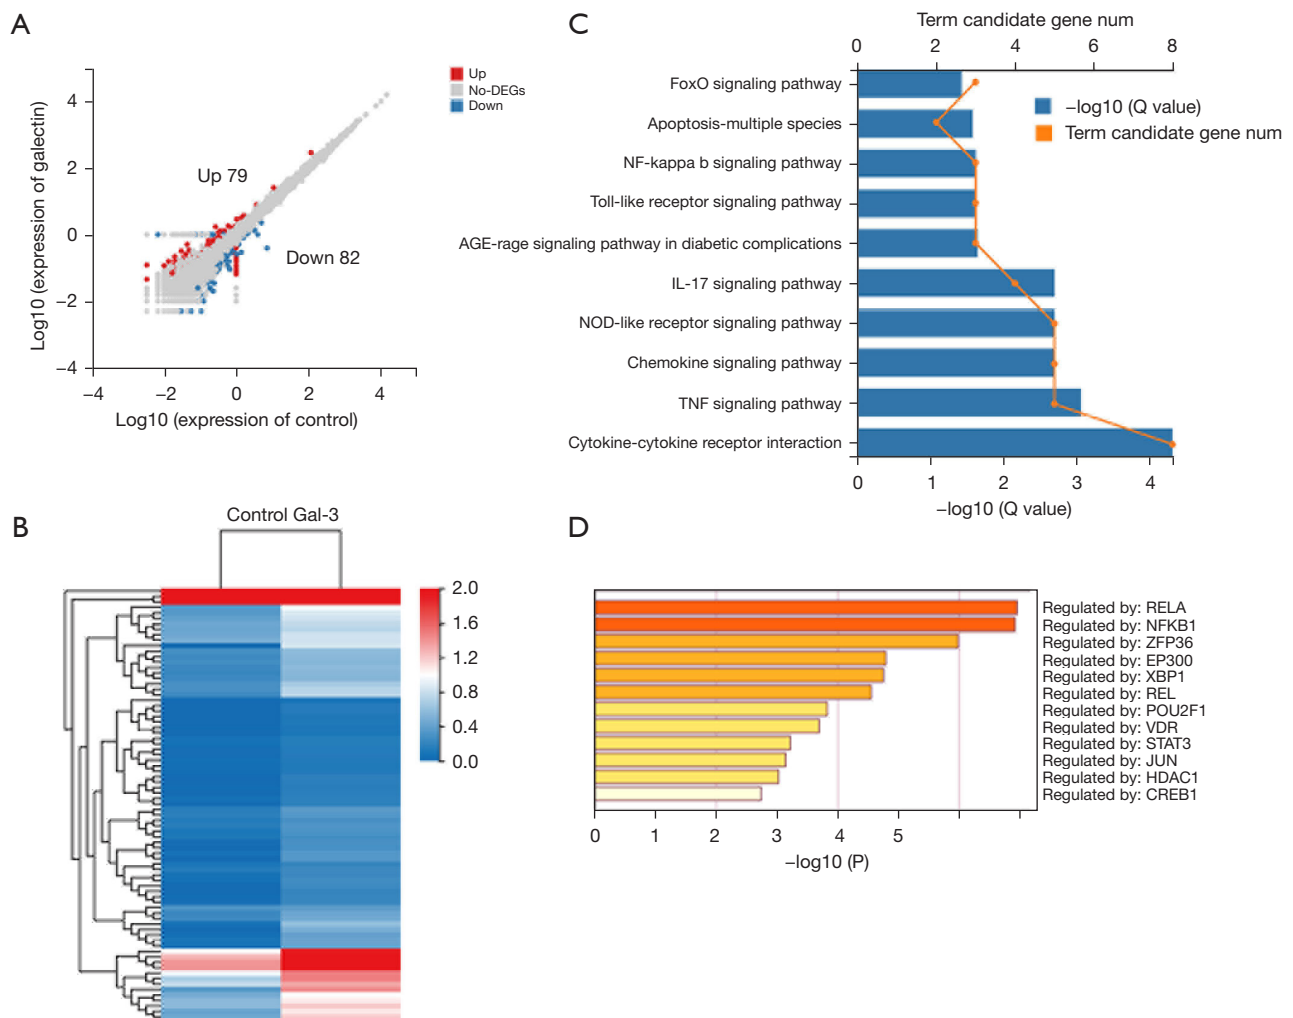 A
Up
No-DEGs
Down
Log10 (expression of galectin)
4
2
0
−2
−4
Up 79
Down 82
−4
−2
0
2
4
Log10 (expression of control)
C
Term candidate gene num
0
2
4
6
8
FoxO signaling pathway
Apoptosis-multiple species
NF-kappa b signaling pathway
Toll-like receptor signaling pathway
AGE-rage signaling pathway in diabetic complications
IL-17 signaling pathway
NOD-like receptor signaling pathway
Chemokine signaling pathway
TNF signaling pathway
Cytokine-cytokine receptor interaction
−log10 (Q value)
Term candidate gene num
0
1
2
3
4
−log10 (Q value)
B
Control Gal-3
2.0
1.6
1.2
0.8
0.4
0.0
D
Regulated by: RELA
Regulated by: NFKB1
Regulated by: ZFP36
Regulated by: EP300
Regulated by: XBP1
Regulated by: REL
Regulated by: POU2F1
Regulated by: VDR
Regulated by: STAT3
Regulated by: JUN
Regulated by: HDAC1
Regulated by: CREB1
0
1
2
3
4
5
−log10 (P)